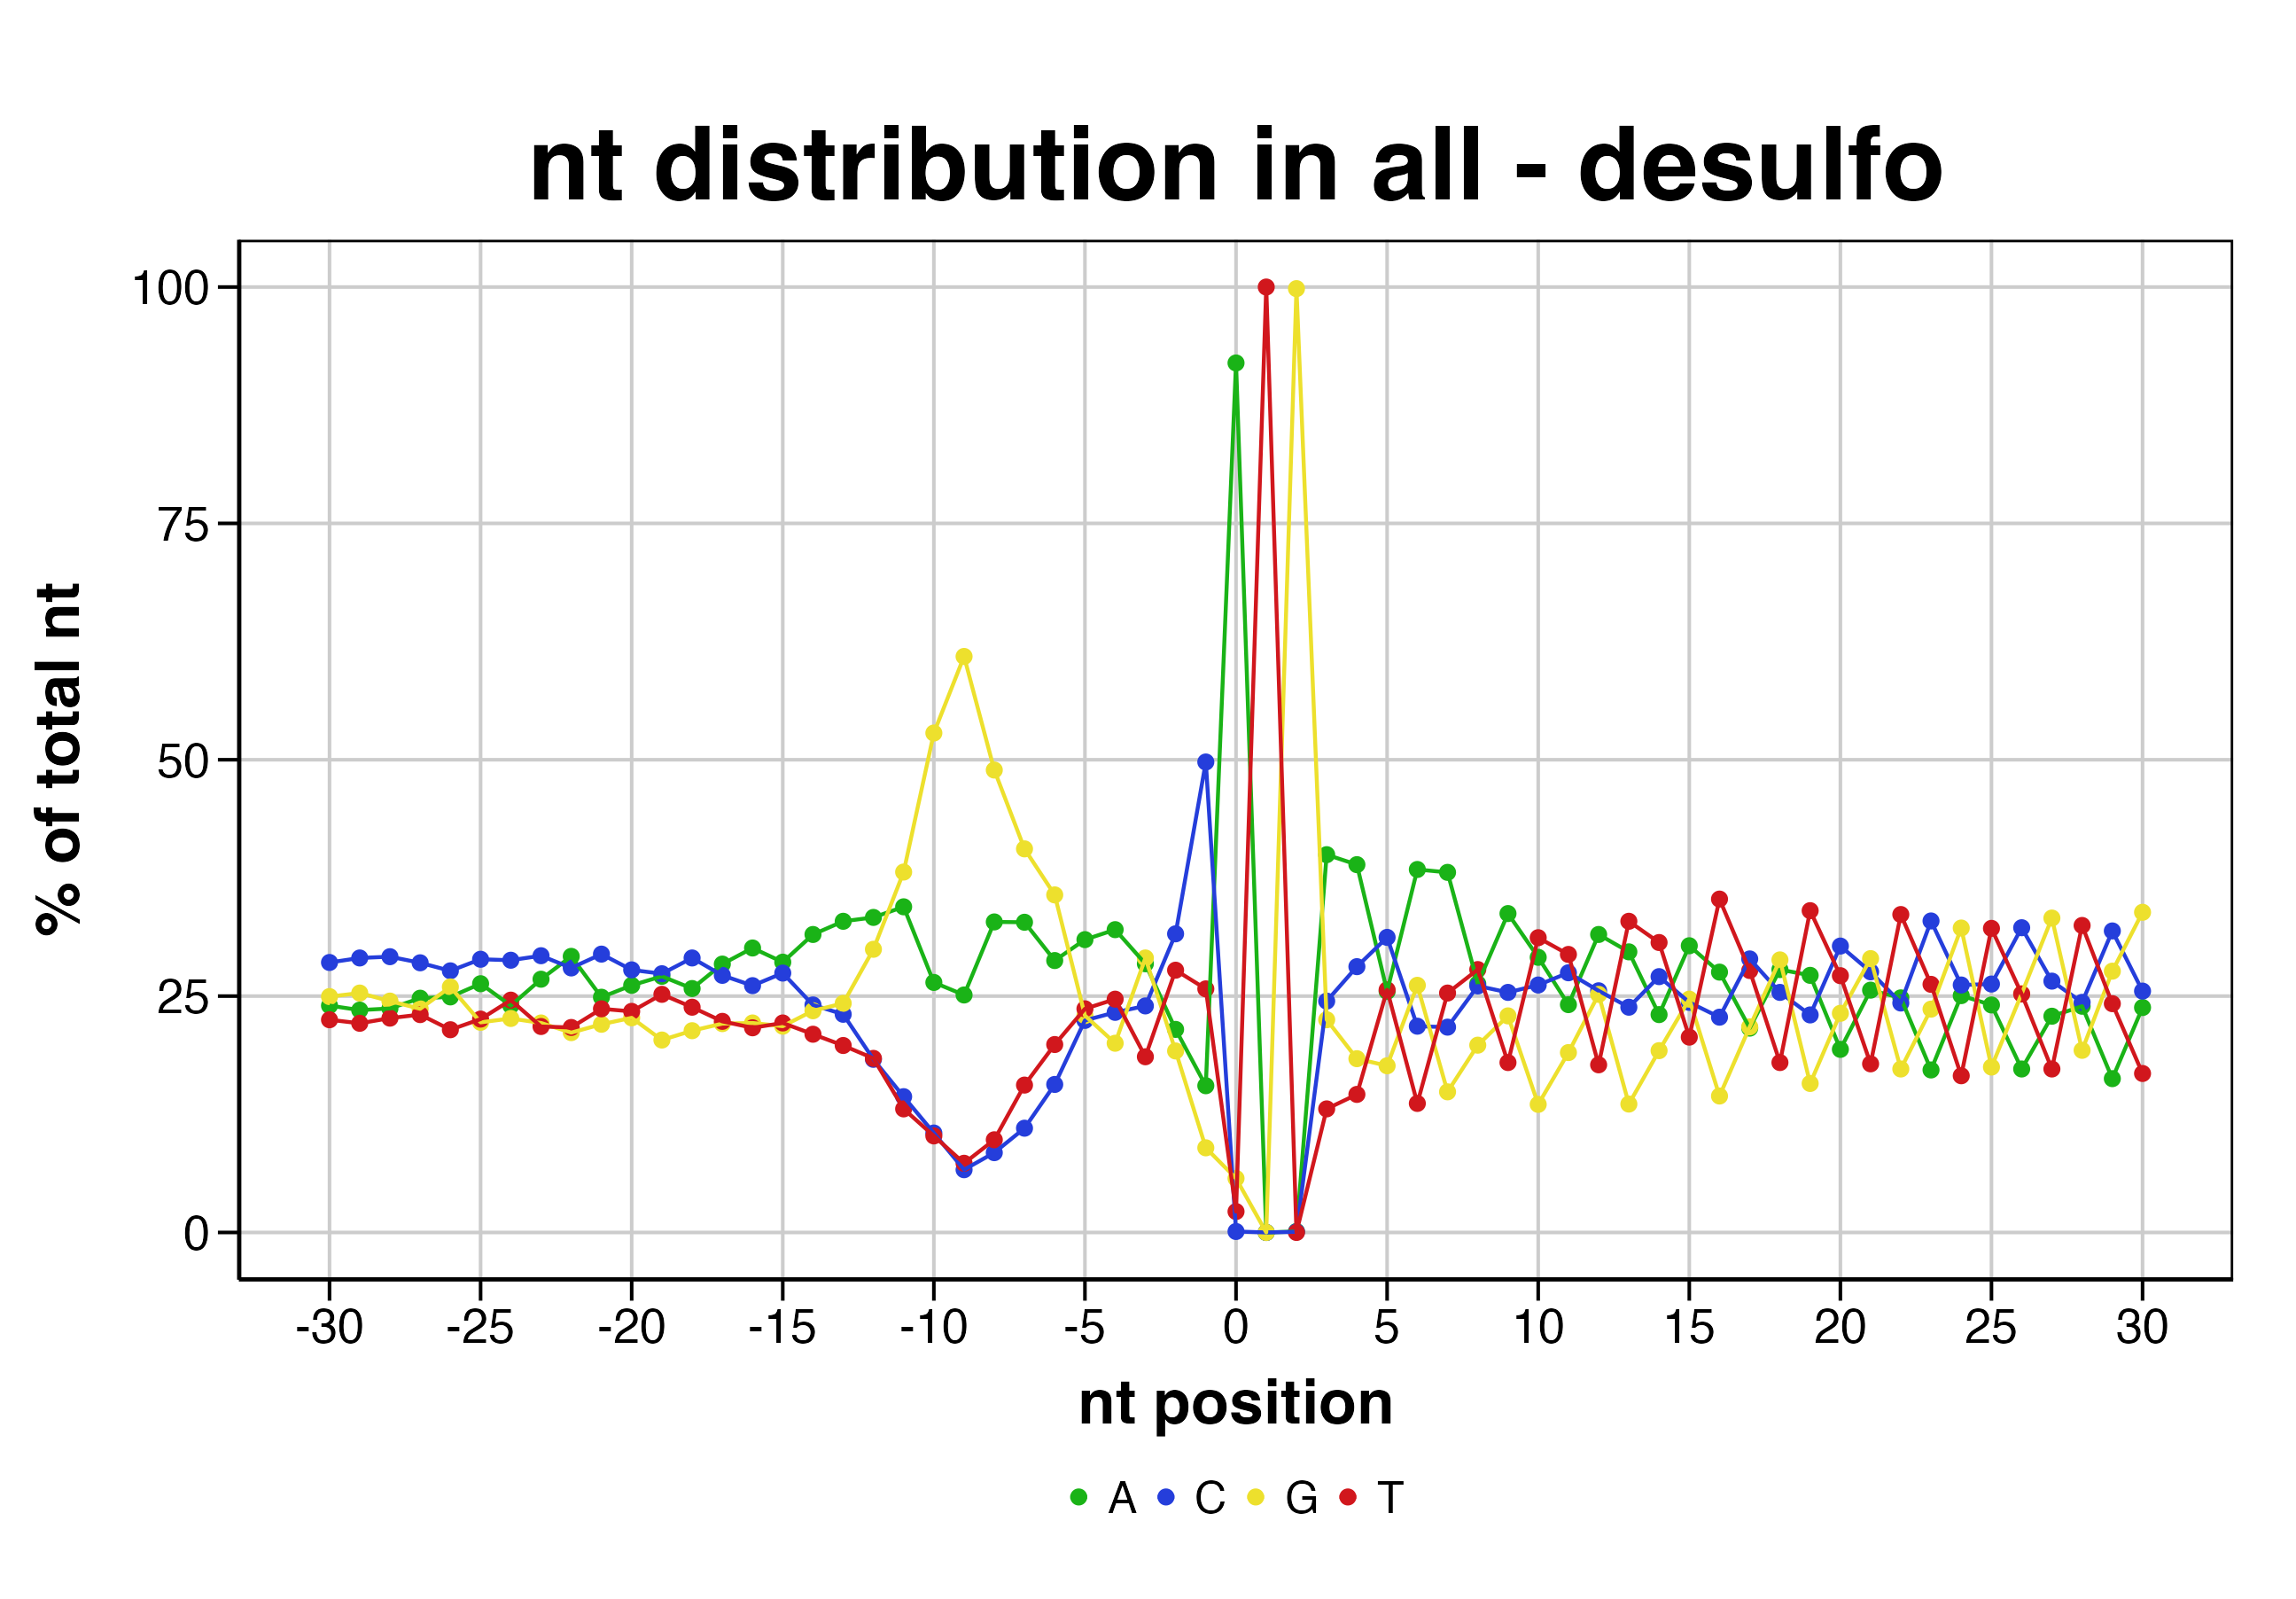 nt distribution in all - desulfo
% of total nt
100
75
50
25
0
-30 -25 -20 -15 -10 -5 0 5 10 15 20 25 30
nt position
A C G T